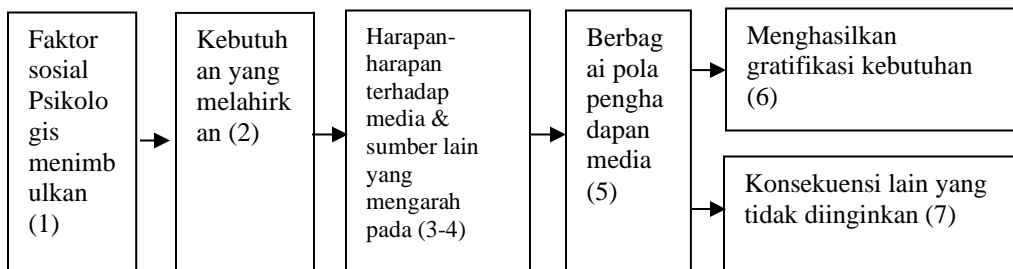 Faktor
sosial
Psikolo
gis
menimb
ulkan
(1)
Kebutuh
an yang
melahirk
an (2)
Harapan-
harapan
terhadap
media &
sumber lain
yang
mengarah
pada (3-4)
Berbag
ai pola
pengha
dapan
media
(5)
Menghasilkan
gratifikasi kebutuhan
(6)
Konsekuensi lain yang
tidak diinginkan (7)